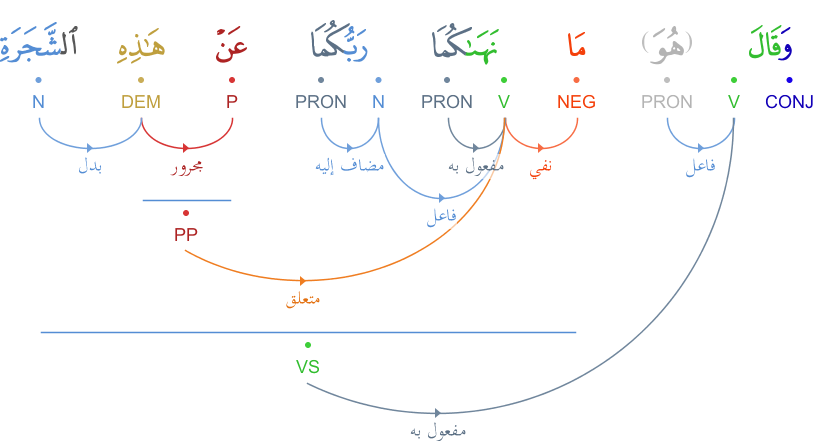 وَقَالَ (هُوَ) مَا نَهَىٰكُمَا رَبُّكُمَا عَنْ هَـٰذِهِ ٱلشَّجَرَةِ
CONJ V PRON NEG V PRON N PRON P DEM N
فاعل نفي مفعول به مضاف إليه مجرور بدل
فاعل
PP
متعلق
VS
مفعول به